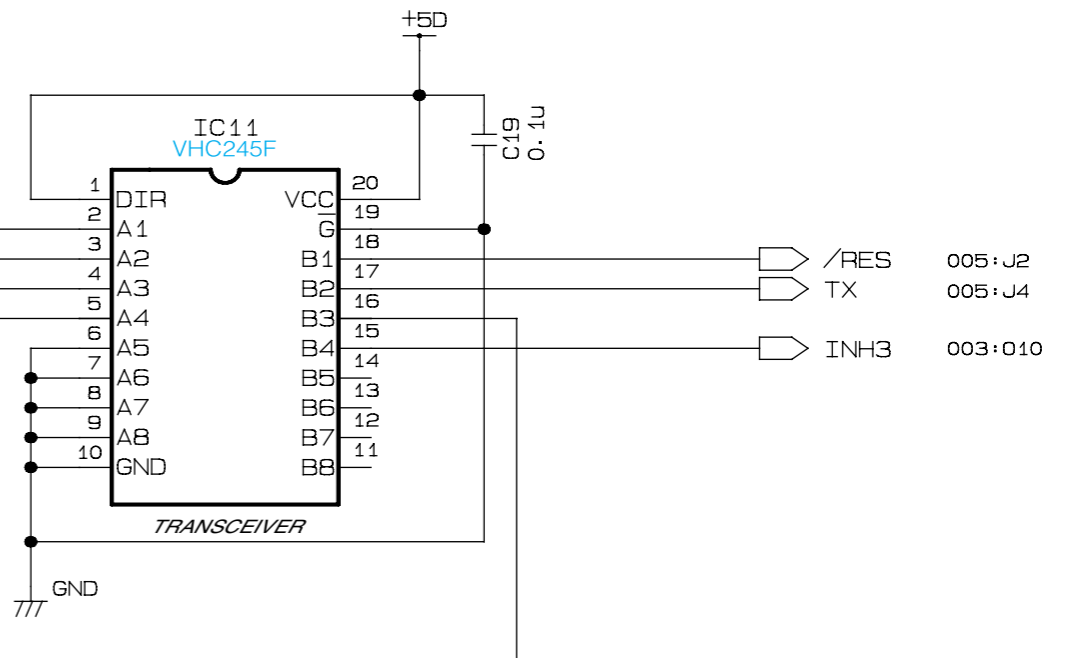 +5D
C19
0.1u
IC11
VHC245F
1 DIR VCC 20
2 A1 G 19
3 A2 B1 18
4 A3 B2 17
5 A4 B3 16
6 A5 B4 15
7 A6 B5 14
8 A7 B6 13
9 A8 B7 12
10 GND B8 11
/RES 005:J2
TX 005:J4
INH3 003:O10
TRANSCEIVER
GND